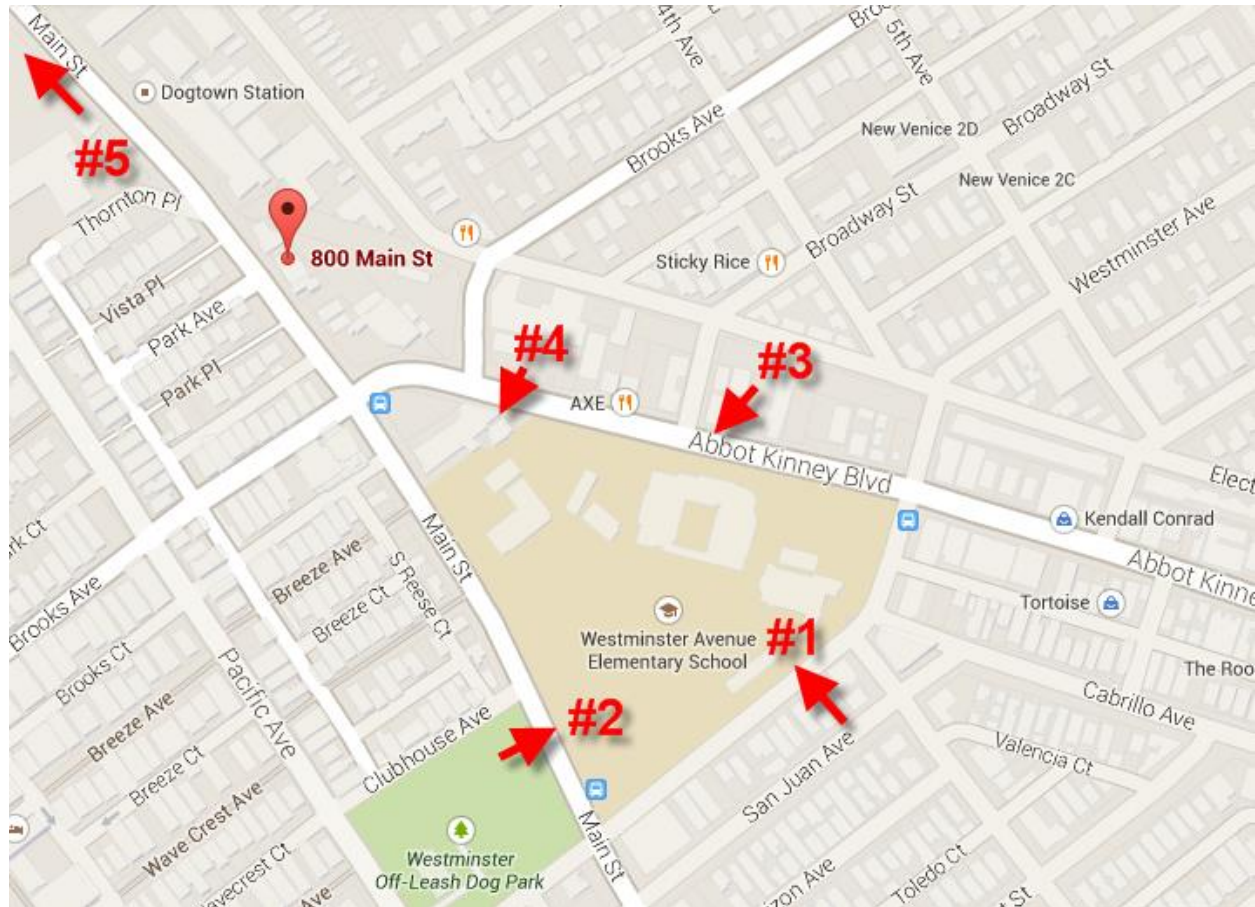 Main St
4th Ave
Brooks Ave
5th Ave
Broadway St
Dogtown Station
New Venice 2D
#5
Brooks Ave
New Venice 2C
Thornton Pl
Broadway St
Westminster Ave
800 Main St
Sticky Rice
Vista Pl
Park Ave
#4
#3
Park Pl
AXE
Abbot Kinney Blvd
Kendall Conrad
Main St
Abbot Kinne
Breeze Ave
S Reese Ct
Brooks Ave
Breeze Ct
Tortoise
Westminster Avenue
Elementary School
#1
Brooks Ct
The Roo
Pacific Ave
Cabrillo Ave
Breeze Ave
Clubhouse Ave
#2
Valencia Ct
Breeze Ct
San Juan Ave
Wave Crest Ave
Main St
Westminster
Off-Leash Dog Park
Toledo Ct